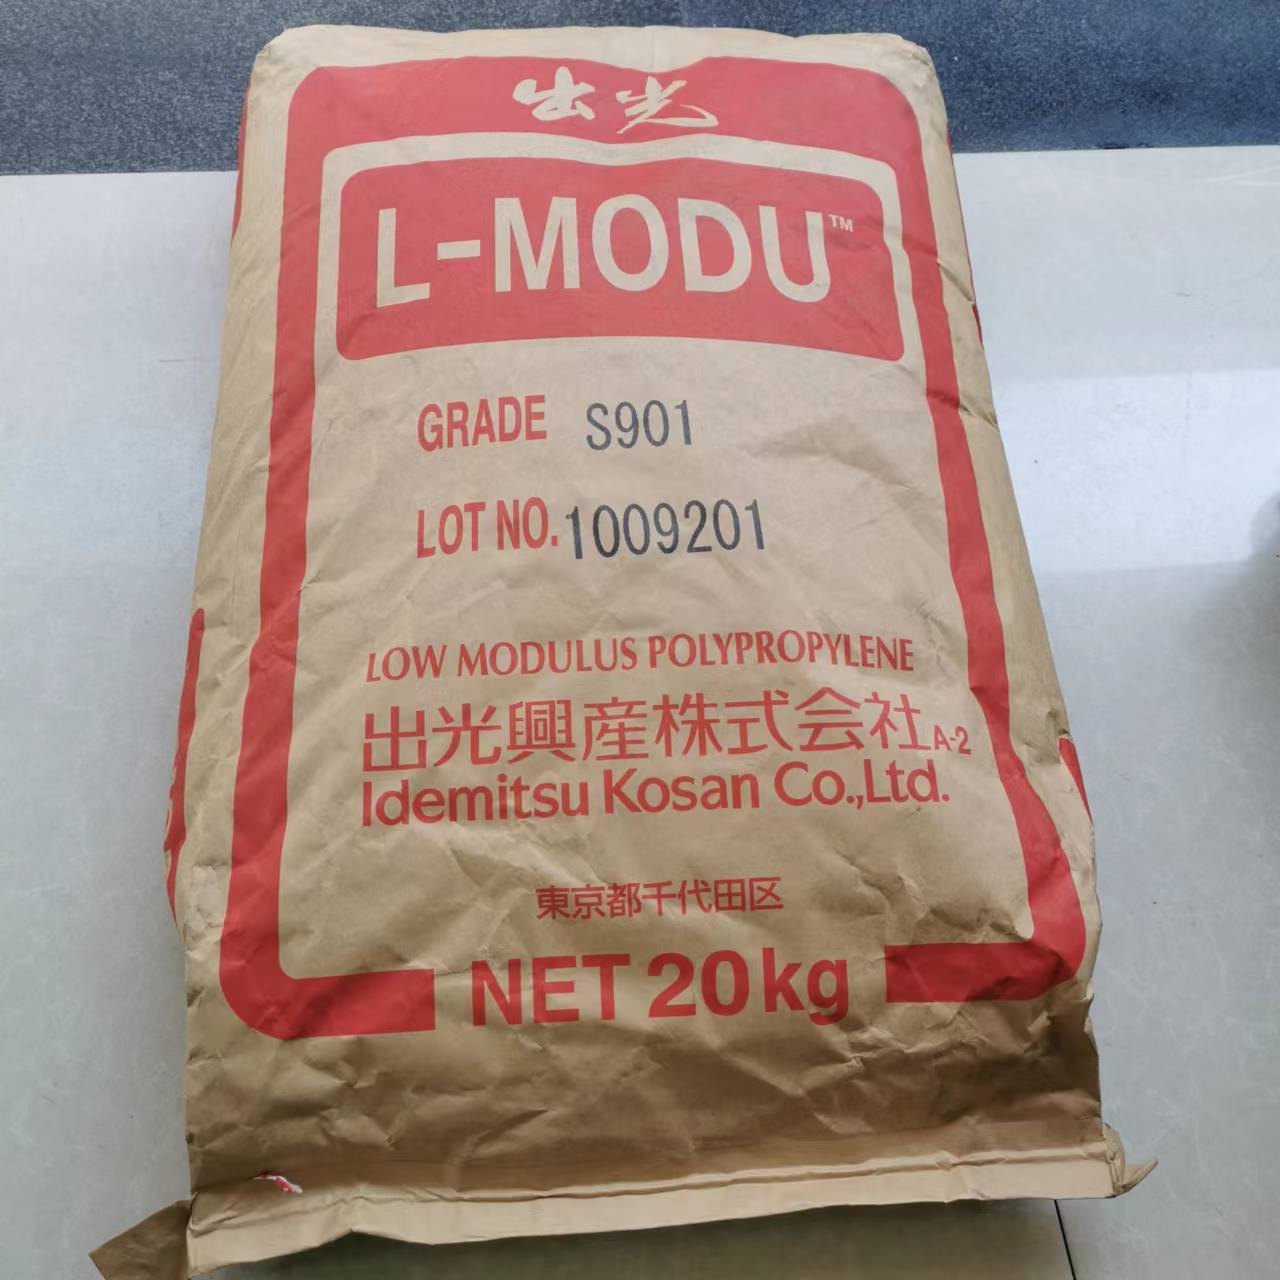 出光
L-MODU™
GRADE S901
LOT NO. 1009201
LOW MODULUS POLYPROPYLENE
出光興産株式会社 A-2
Idemitsu Kosan Co.,Ltd.
東京都千代田区
NET 20kg